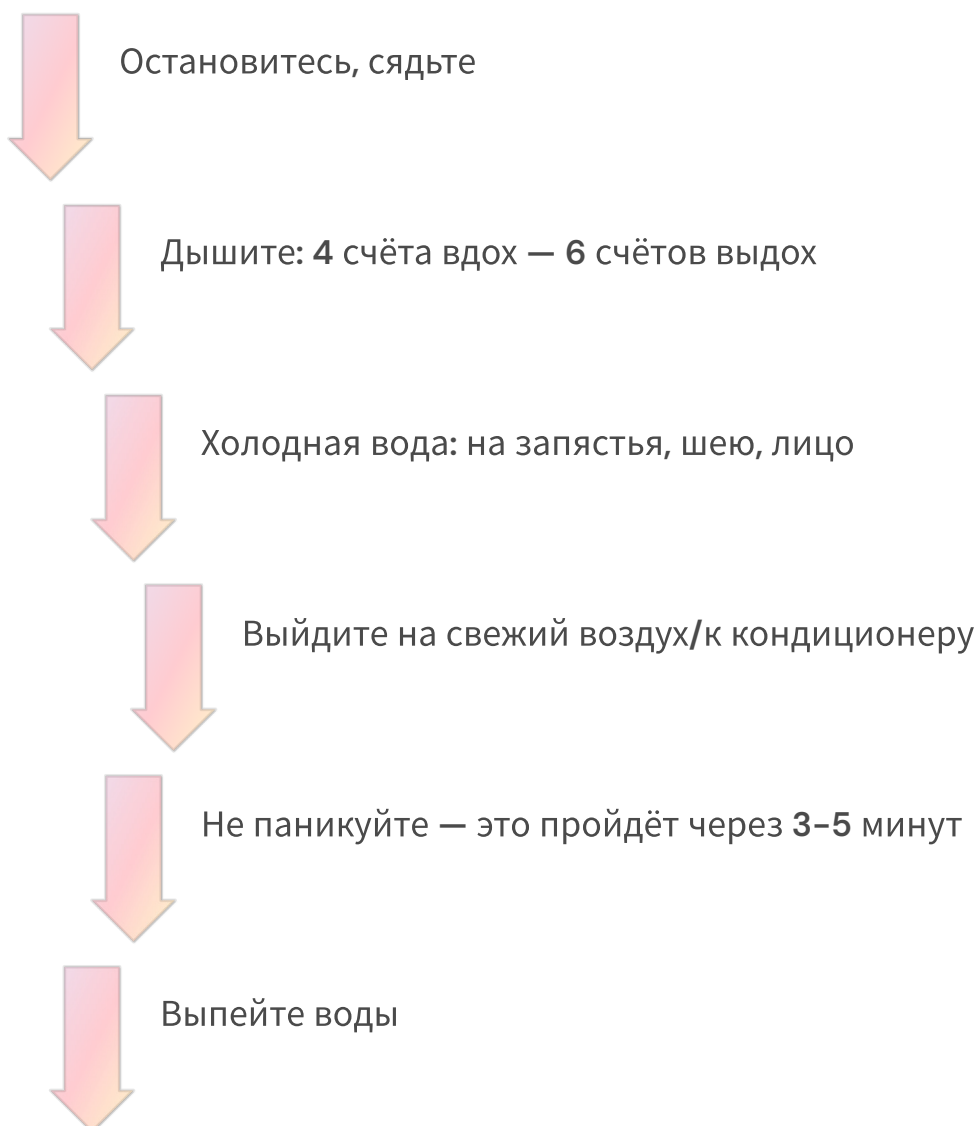 Остановитесь, сядьте
Дышите: 4 счёта вдох — 6 счётов выдох
Холодная вода: на запястья, шею, лицо
Выйдите на свежий воздух/к кондиционеру
Не паникуйте — это пройдёт через 3–5 минут
Выпейте воды